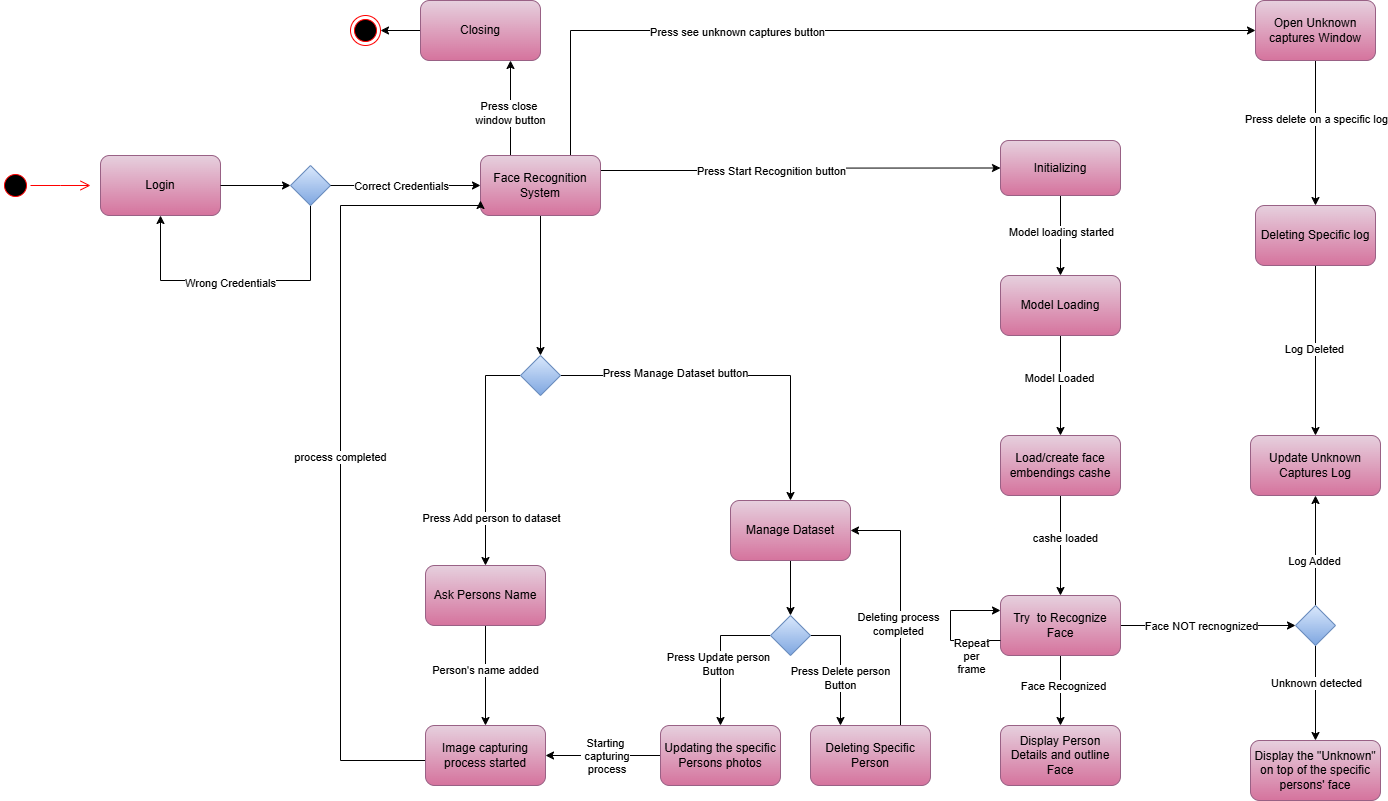 Closing
Press see unknown captures button
Open Unknown
captures Window
Press close
window button
Press delete on a specific log
Login
Correct Credentials
Face Recognition
System
Press Start Recognition button
Initializing
Wrong Credentials
Model loading started
Deleting Specific log
Model Loading
Log Deleted
Press Manage Dataset button
Model Loaded
process completed
Load/create face
embendings cashe
Update Unknown
Captures Log
Press Add person to dataset
Manage Dataset
cashe loaded
Log Added
Ask Persons Name
Deleting process
completed
Try  to Recognize
Face
Face NOT recnognized
Repeat
per
frame
Press Update person
Button
Press Delete person
Button
Person's name added
Face Recognized
Unknown detected
Image capturing
process started
Starting
capturing
process
Updating the specific
Persons photos
Deleting Specific
Person
Display Person
Details and outline
Face
Display the "Unknown"
on top of the specific
persons' face